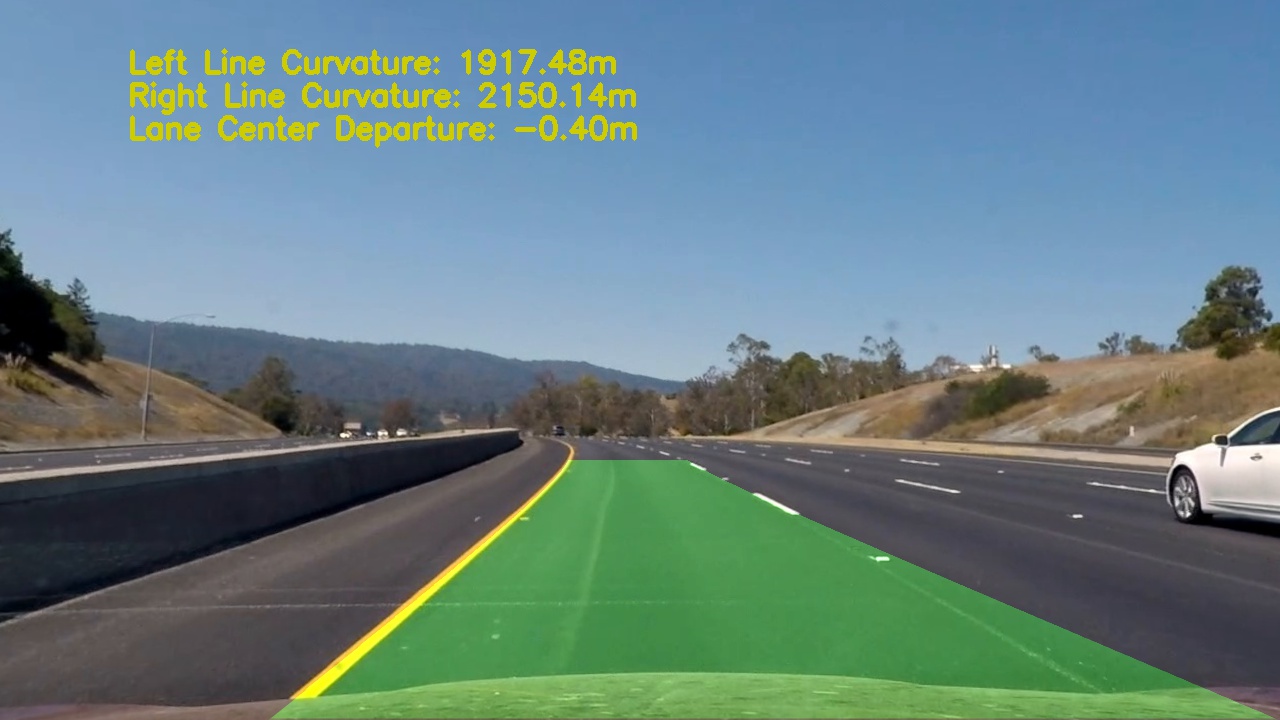 Left Line Curvature: 1917.48m
Right Line Curvature: 2150.14m
Lane Center Departure: −0.40m